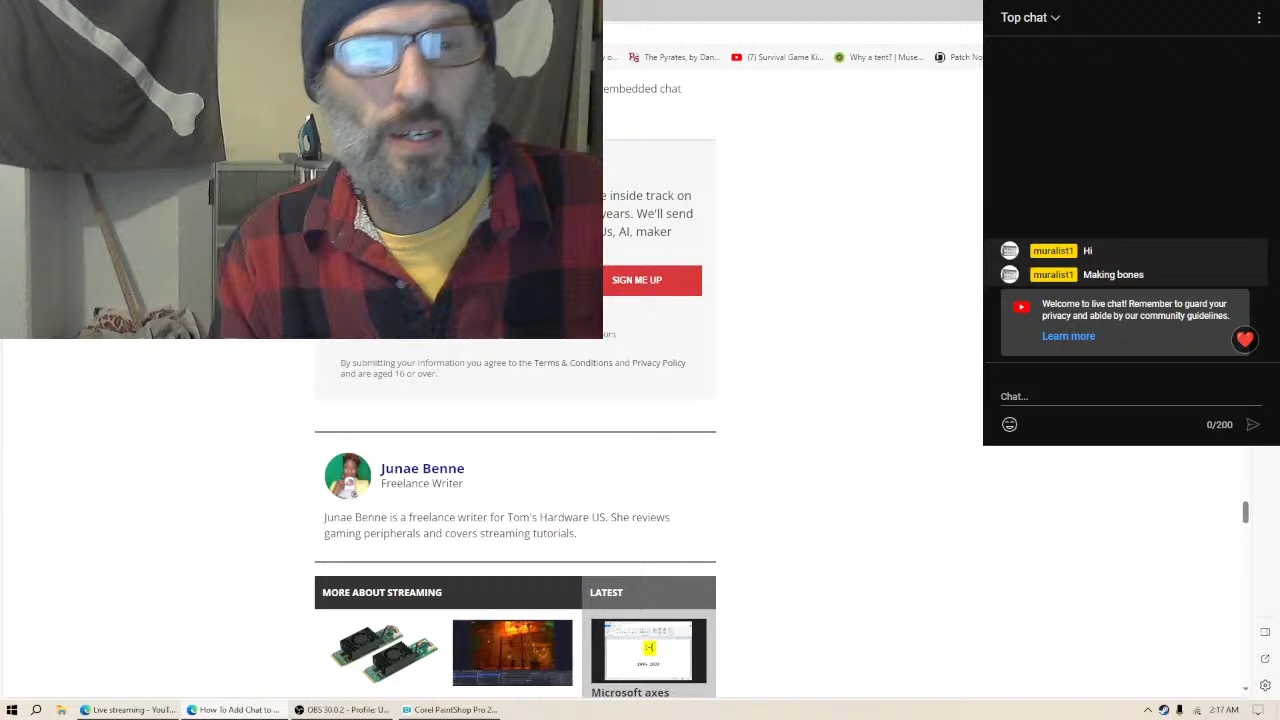 y o...
The Pyrates, by Dan...
(7) Survival Game Ki...
Why a tent? | Muse...
Patch No
embedded chat
e inside track on
years. We'll send
Us, AI, maker
SIGN ME UP
ors
By submitting your information you agree to the Terms & Conditions and Privacy Policy
and are aged 16 or over.
Junae Benne
Freelance Writer
Junae Benne is a freelance writer for Tom's Hardware US. She reviews
gaming peripherals and covers streaming tutorials.
MORE ABOUT STREAMING
LATEST
:-(
Microsoft axes
Top chat
muralist1 Hi
muralist1 Making bones
Welcome to live chat! Remember to guard your
privacy and abide by our community guidelines.
Learn more
Chat...
0/200
Live streaming - YouT...
How To Add Chat to ...
OBS 30.0.2 - Profile: U...
Corel PaintShop Pro 2...
2:17 AM